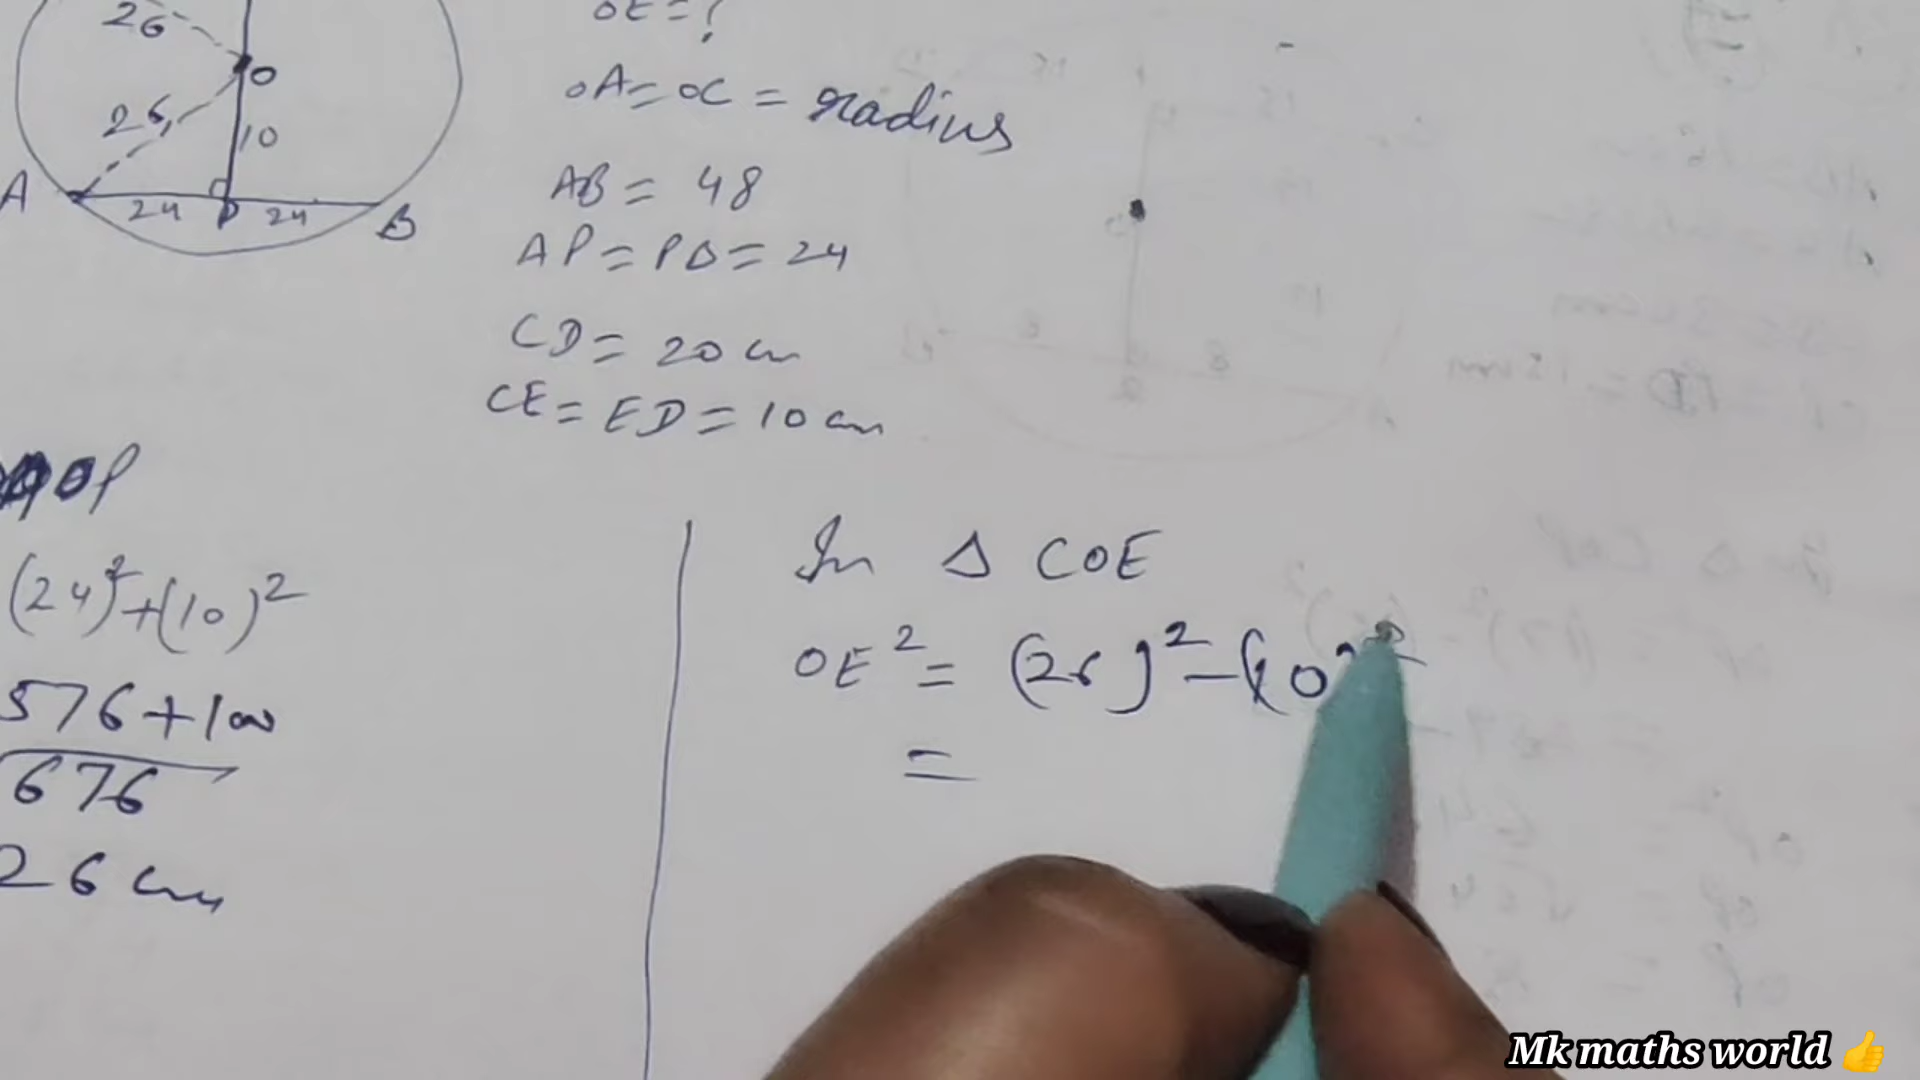 26
OE = ?
O
OA = OC = radius
26
10
AB = 48
A
24 P 24
B
AP = PB = 24
CD = 20 cm
CE = ED = 10 cm
OP
(24)² + (10)²
576 + 100
676
26 cm
In Δ COE
OE² = (26)² - (10)²
=
Mk maths world 👍